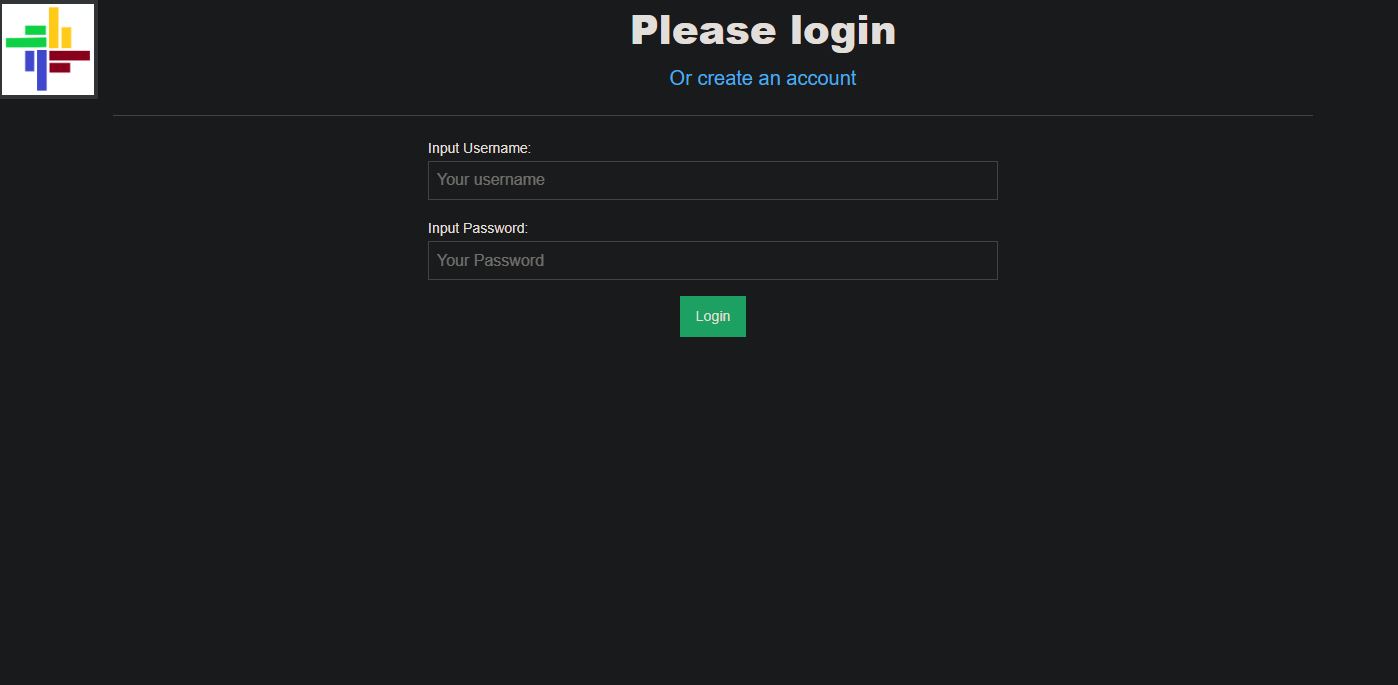 Please login
Or create an account
Input Username:
Your username
Input Password:
Your Password
Login